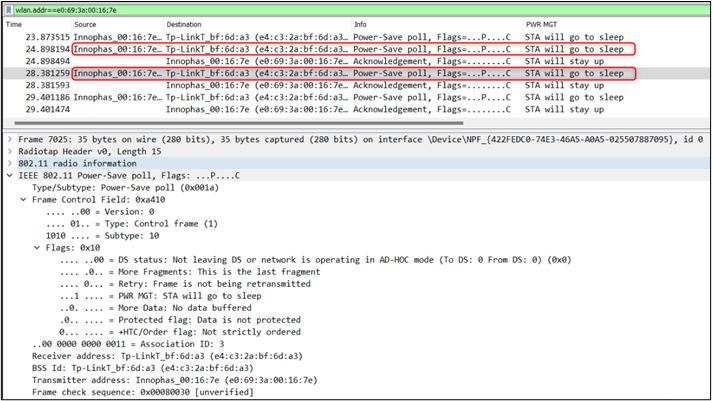 wlan.addr==e0:69:3a:00:16:7e
Time Source Destination Info PWR MGT
23.873515 Innophas_00:16:7e… Tp-LinkT_bf:6d:a3 (e4:c3:2a:bf:6d:a3… Power-Save poll, Flags=...P....C STA will go to sleep
24.898194 Innophas_00:16:7e… Tp-LinkT_bf:6d:a3 (e4:c3:2a:bf:6d:a3… Power-Save poll, Flags=...P....C STA will go to sleep
24.898494 Innophas_00:16:7e (e0:69:3a:00:16:7e… Acknowledgement, Flags=........C STA will stay up
28.381259 Innophas_00:16:7e… Tp-LinkT_bf:6d:a3 (e4:c3:2a:bf:6d:a3… Power-Save poll, Flags=...P....C STA will go to sleep
28.381593 Innophas_00:16:7e (e0:69:3a:00:16:7e… Acknowledgement, Flags=........C STA will stay up
29.401186 Innophas_00:16:7e… Tp-LinkT_bf:6d:a3 (e4:c3:2a:bf:6d:a3… Power-Save poll, Flags=...P....C STA will go to sleep
29.401474 Innophas_00:16:7e (e0:69:3a:00:16:7e… Acknowledgement, Flags=........C STA will stay up
Frame 7025: 35 bytes on wire (280 bits), 35 bytes captured (280 bits) on interface \Device\NPF_{422FEDC0-74E3-46A5-A0A5-025507887095}, id 0
Radiotap Header v0, Length 15
802.11 radio information
IEEE 802.11 Power-Save poll, Flags: ...P....C
Type/Subtype: Power-Save poll (0x001a)
Frame Control Field: 0xa410
.... ..00 = Version: 0
.... 01.. = Type: Control frame (1)
1010 .... = Subtype: 10
Flags: 0x10
.... ..00 = DS status: Not leaving DS or network is operating in AD-HOC mode (To DS: 0 From DS: 0) (0x0)
.... .0.. = More Fragments: This is the last fragment
.... 0... = Retry: Frame is not being retransmitted
...1 .... = PWR MGT: STA will go to sleep
..0. .... = More Data: No data buffered
.0.. .... = Protected flag: Data is not protected
0... .... = +HTC/Order flag: Not strictly ordered
..00 0000 0000 0011 = Association ID: 3
Receiver address: Tp-LinkT_bf:6d:a3 (e4:c3:2a:bf:6d:a3)
BSS Id: Tp-LinkT_bf:6d:a3 (e4:c3:2a:bf:6d:a3)
Transmitter address: Innophas_00:16:7e (e0:69:3a:00:16:7e)
Frame check sequence: 0x00080030 [unverified]